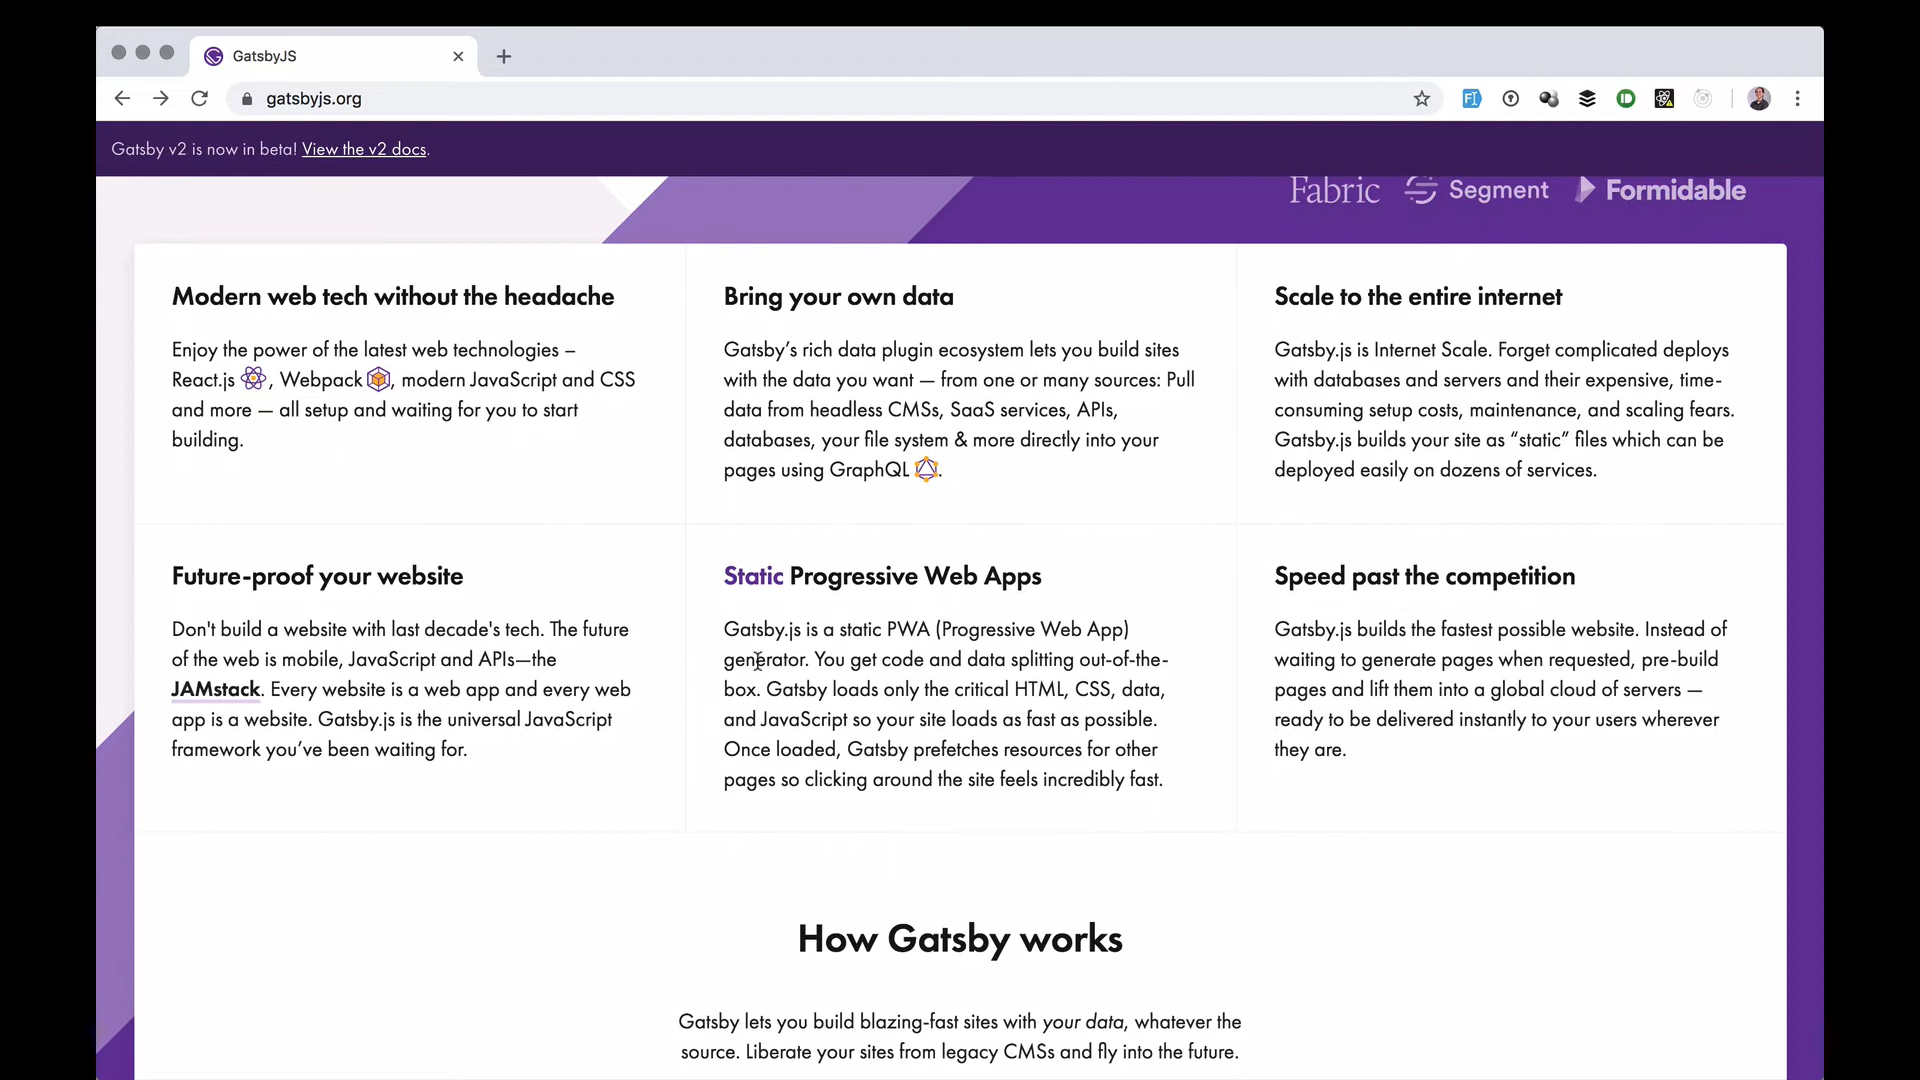 GatsbyJS
gatsbyjs.org
Gatsby v2 is now in beta! View the v2 docs.
Fabric Segment Formidable
Modern web tech without the headache
Enjoy the power of the latest web technologies –
React.js , Webpack , modern JavaScript and CSS
and more — all setup and waiting for you to start
building.
Bring your own data
Gatsby’s rich data plugin ecosystem lets you build sites
with the data you want — from one or many sources: Pull
data from headless CMSs, SaaS services, APIs,
databases, your file system & more directly into your
pages using GraphQL .
Scale to the entire internet
Gatsby.js is Internet Scale. Forget complicated deploys
with databases and servers and their expensive, time-
consuming setup costs, maintenance, and scaling fears.
Gatsby.js builds your site as “static” files which can be
deployed easily on dozens of services.
Future-proof your website
Don't build a website with last decade's tech. The future
of the web is mobile, JavaScript and APIs—the
JAMstack. Every website is a web app and every web
app is a website. Gatsby.js is the universal JavaScript
framework you’ve been waiting for.
Static Progressive Web Apps
Gatsby.js is a static PWA (Progressive Web App)
generator. You get code and data splitting out-of-the-
box. Gatsby loads only the critical HTML, CSS, data,
and JavaScript so your site loads as fast as possible.
Once loaded, Gatsby prefetches resources for other
pages so clicking around the site feels incredibly fast.
Speed past the competition
Gatsby.js builds the fastest possible website. Instead of
waiting to generate pages when requested, pre-build
pages and lift them into a global cloud of servers —
ready to be delivered instantly to your users wherever
they are.
How Gatsby works
Gatsby lets you build blazing-fast sites with your data, whatever the
source. Liberate your sites from legacy CMSs and fly into the future.